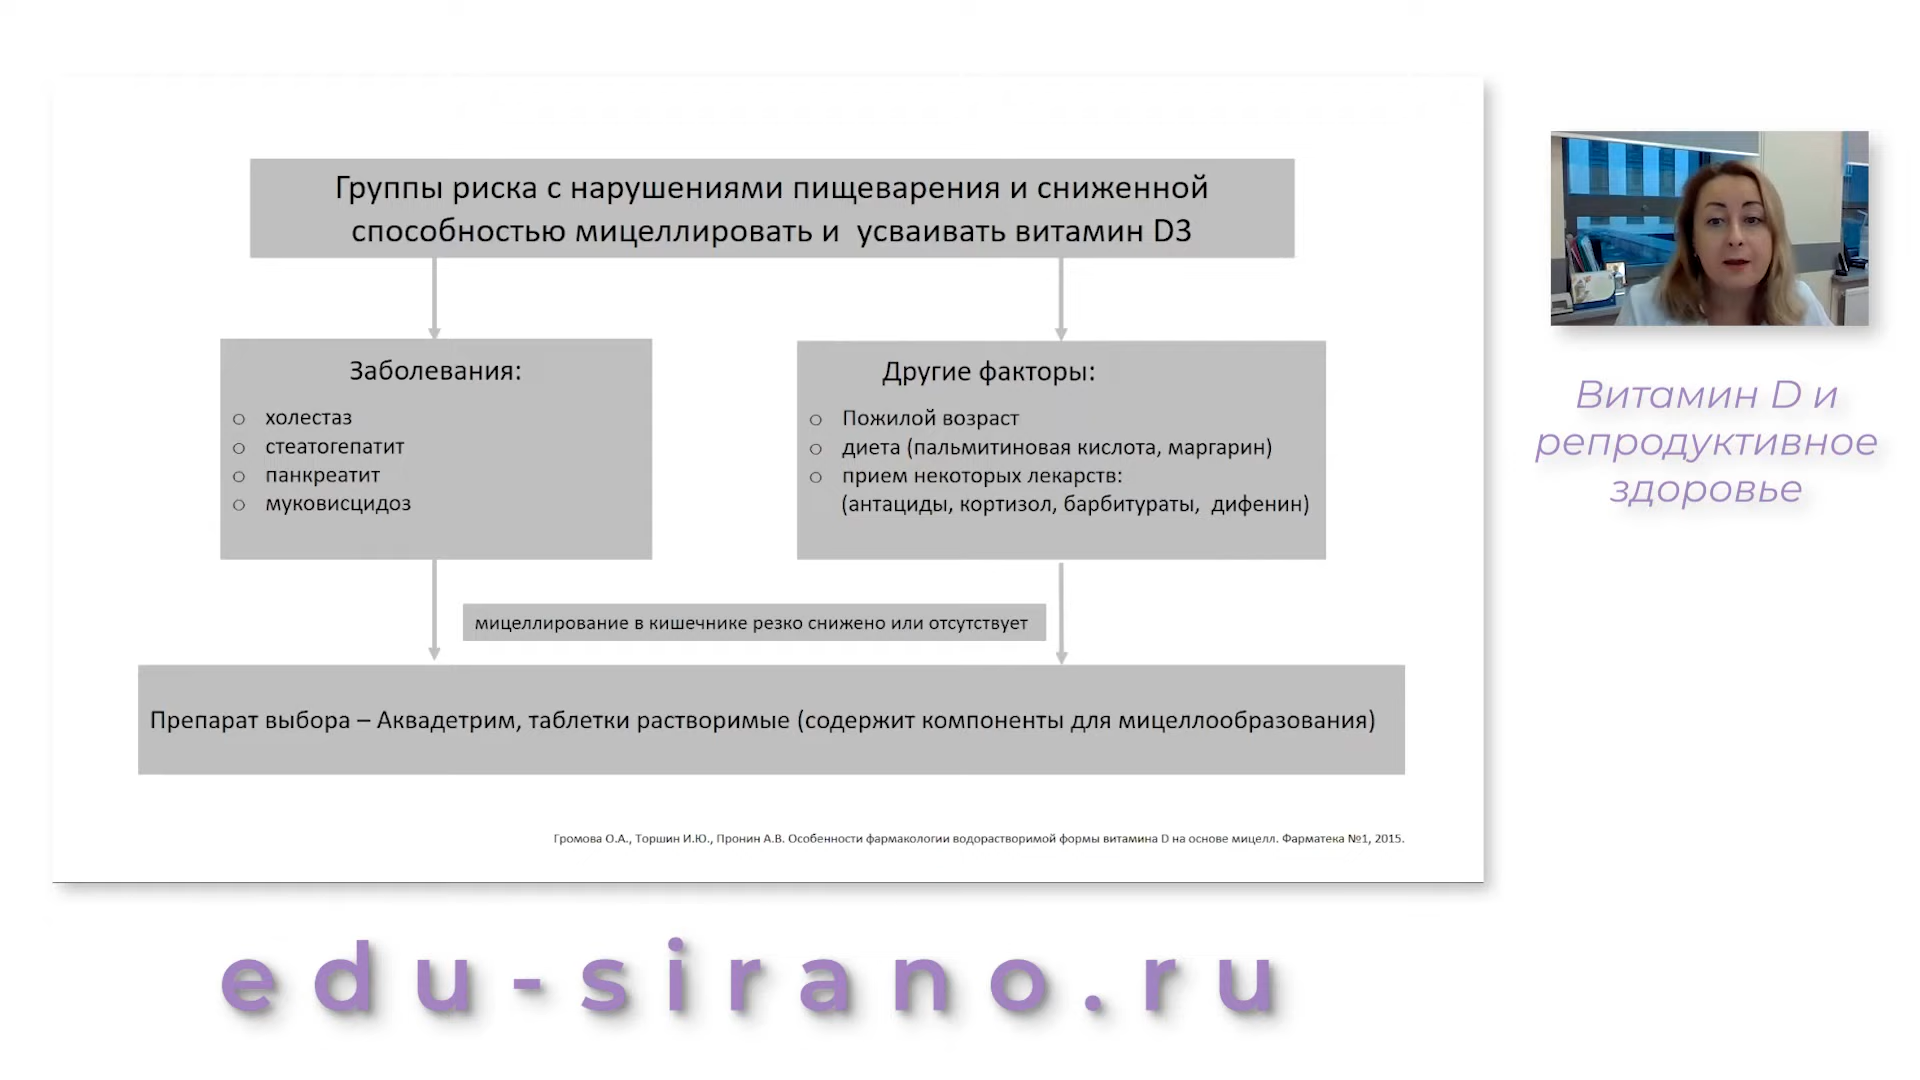 Группы риска с нарушениями пищеварения и сниженной
способностью мицеллировать и усваивать витамин D3
Заболевания:
o холестаз
o стеатогепатит
o панкреатит
o муковисцидоз
Другие факторы:
o Пожилой возраст
o диета (пальмитиновая кислота, маргарин)
o прием некоторых лекарств:
(антациды, кортизол, барбитураты, дифенин)
мицеллирование в кишечнике резко снижено или отсутствует
Препарат выбора – Аквадетрим, таблетки растворимые (содержит компоненты для мицеллообразования)
Громова О.А., Торшин И.Ю., Пронин А.В. Особенности фармакологии водорастворимой формы витамина D на основе мицелл. Фарматека №1, 2015.
Витамин D и
репродуктивное
здоровье
edu-sirano.ru